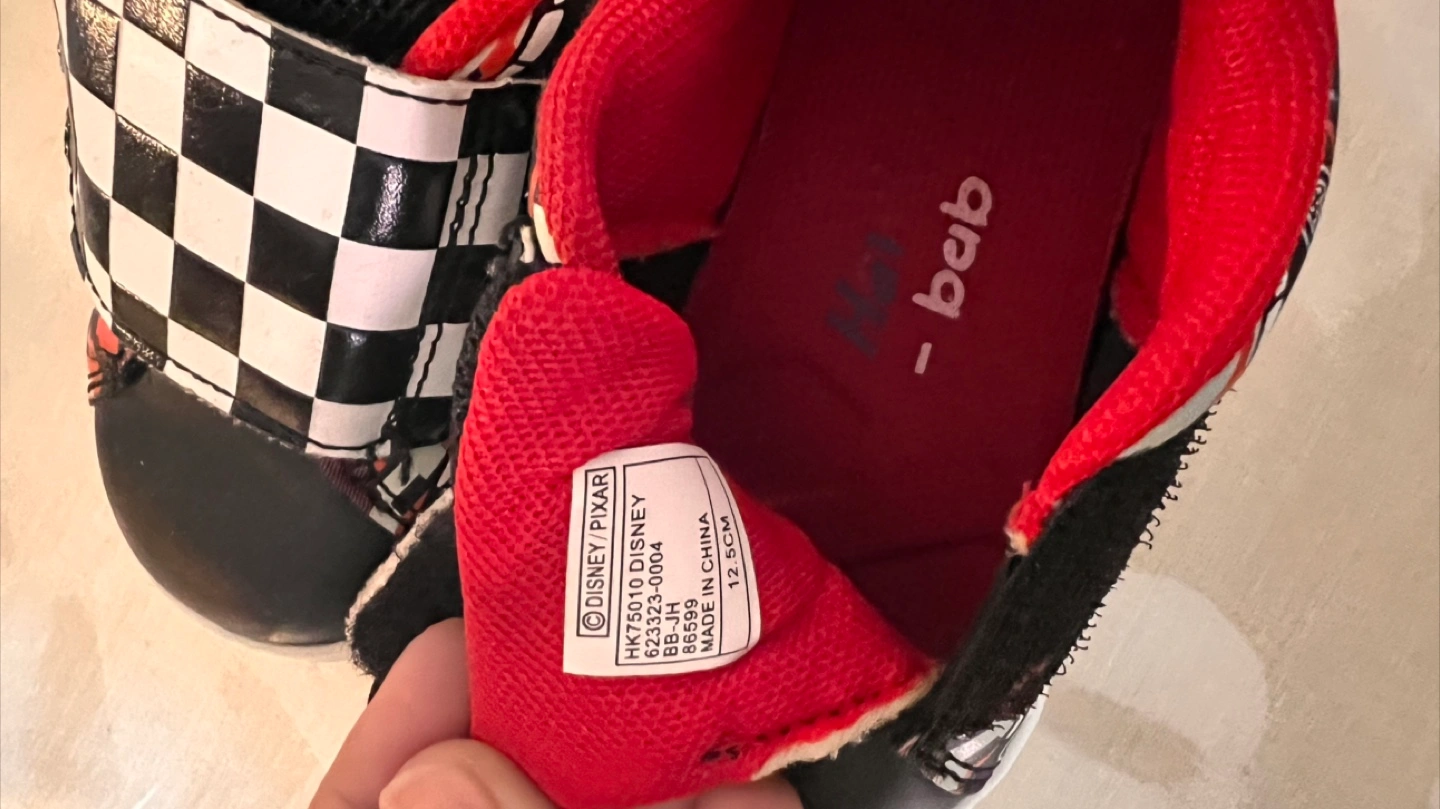 ©DISNEY/PIXAR
HK75010 DISNEY
623323-0004
BB-JH
86599
MADE IN CHINA
12.5CM
- bab